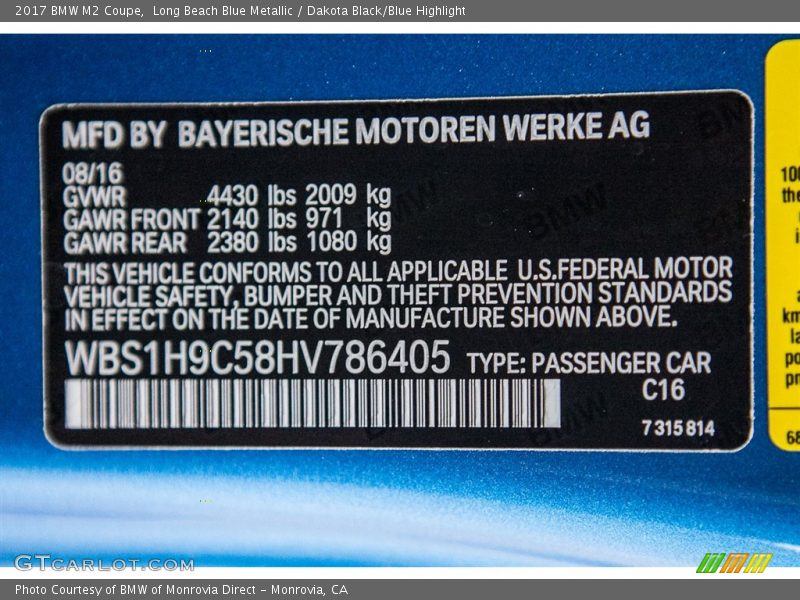 2017 BMW M2 Coupe,  Long Beach Blue Metallic / Dakota Black/Blue Highlight
MFD BY BAYERISCHE MOTOREN WERKE AG
08/16
GVWR 4430 lbs 2009 kg
GAWR FRONT 2140 lbs 971 kg
GAWR REAR 2380 lbs 1080 kg
THIS VEHICLE CONFORMS TO ALL APPLICABLE U.S.FEDERAL MOTOR
VEHICLE SAFETY, BUMPER AND THEFT PREVENTION STANDARDS
IN EFFECT ON THE DATE OF MANUFACTURE SHOWN ABOVE.
WBS1H9C58HV786405 TYPE: PASSENGER CAR
C16
7 315 814
GTCARLOT.COM
Photo Courtesy of BMW of Monrovia Direct - Monrovia, CA